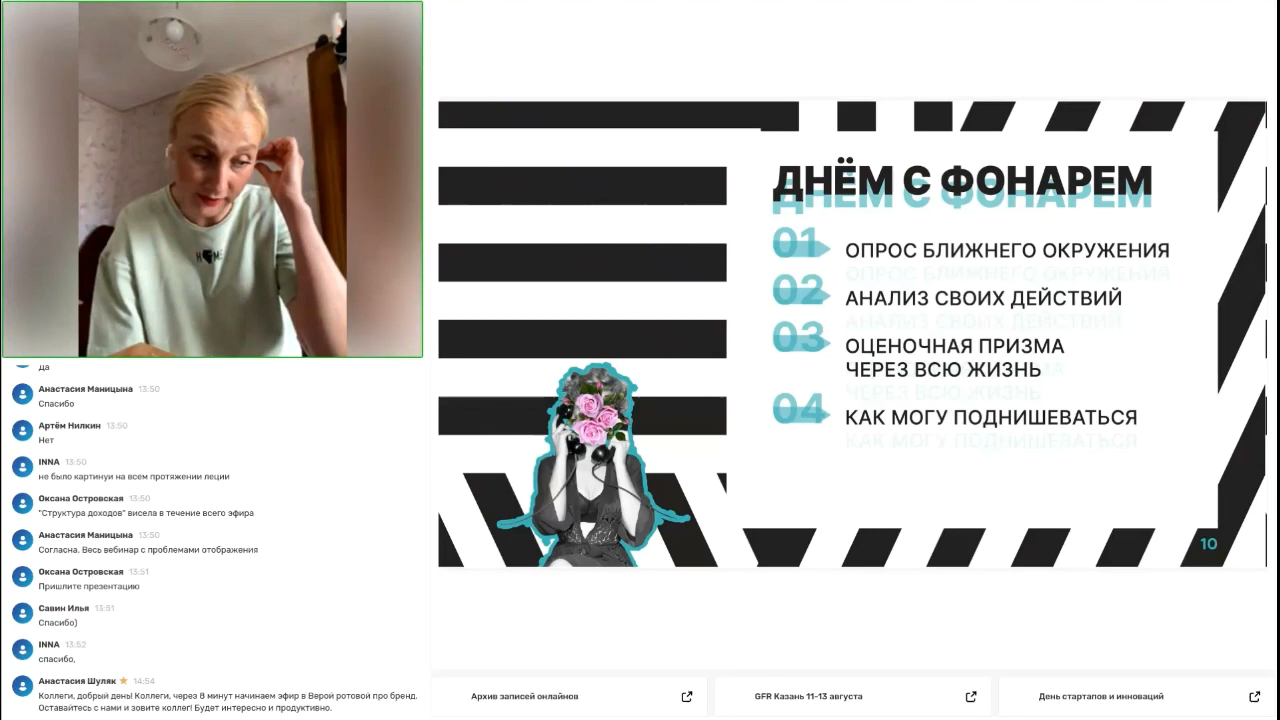 да
Анастасия Маницына 13:50
Спасибо
Артём Нилкин 13:50
Нет
INNA 13:50
не было картинуи на всем протяжении леции
Оксана Островская 13:50
"Структура доходов" висела в течение всего эфира
Анастасия Маницына 13:50
Согласна. Весь вебинар с проблемами отображения
Оксана Островская 13:51
Пришлите презентацию
Савин Илья 13:51
Спасибо)
INNA 13:52
спасибо,
Анастасия Шуляк 14:54
Коллеги, добрый день! Коллеги, через 8 минут начинаем эфир в Верой ротовой про бренд.
Оставайтесь с нами и зовите коллег! Будет интересно и продуктивно.
ДНЁМ С ФОНАРЕМ
01 ОПРОС БЛИЖНЕГО ОКРУЖЕНИЯ
02 АНАЛИЗ СВОИХ ДЕЙСТВИЙ
03 ОЦЕНОЧНАЯ ПРИЗМА
ЧЕРЕЗ ВСЮ ЖИЗНЬ
04 КАК МОГУ ПОДНИШЕВАТЬСЯ
10
Архив записей онлайнов
GFR Казань 11-13 августа
День стартапов и инноваций